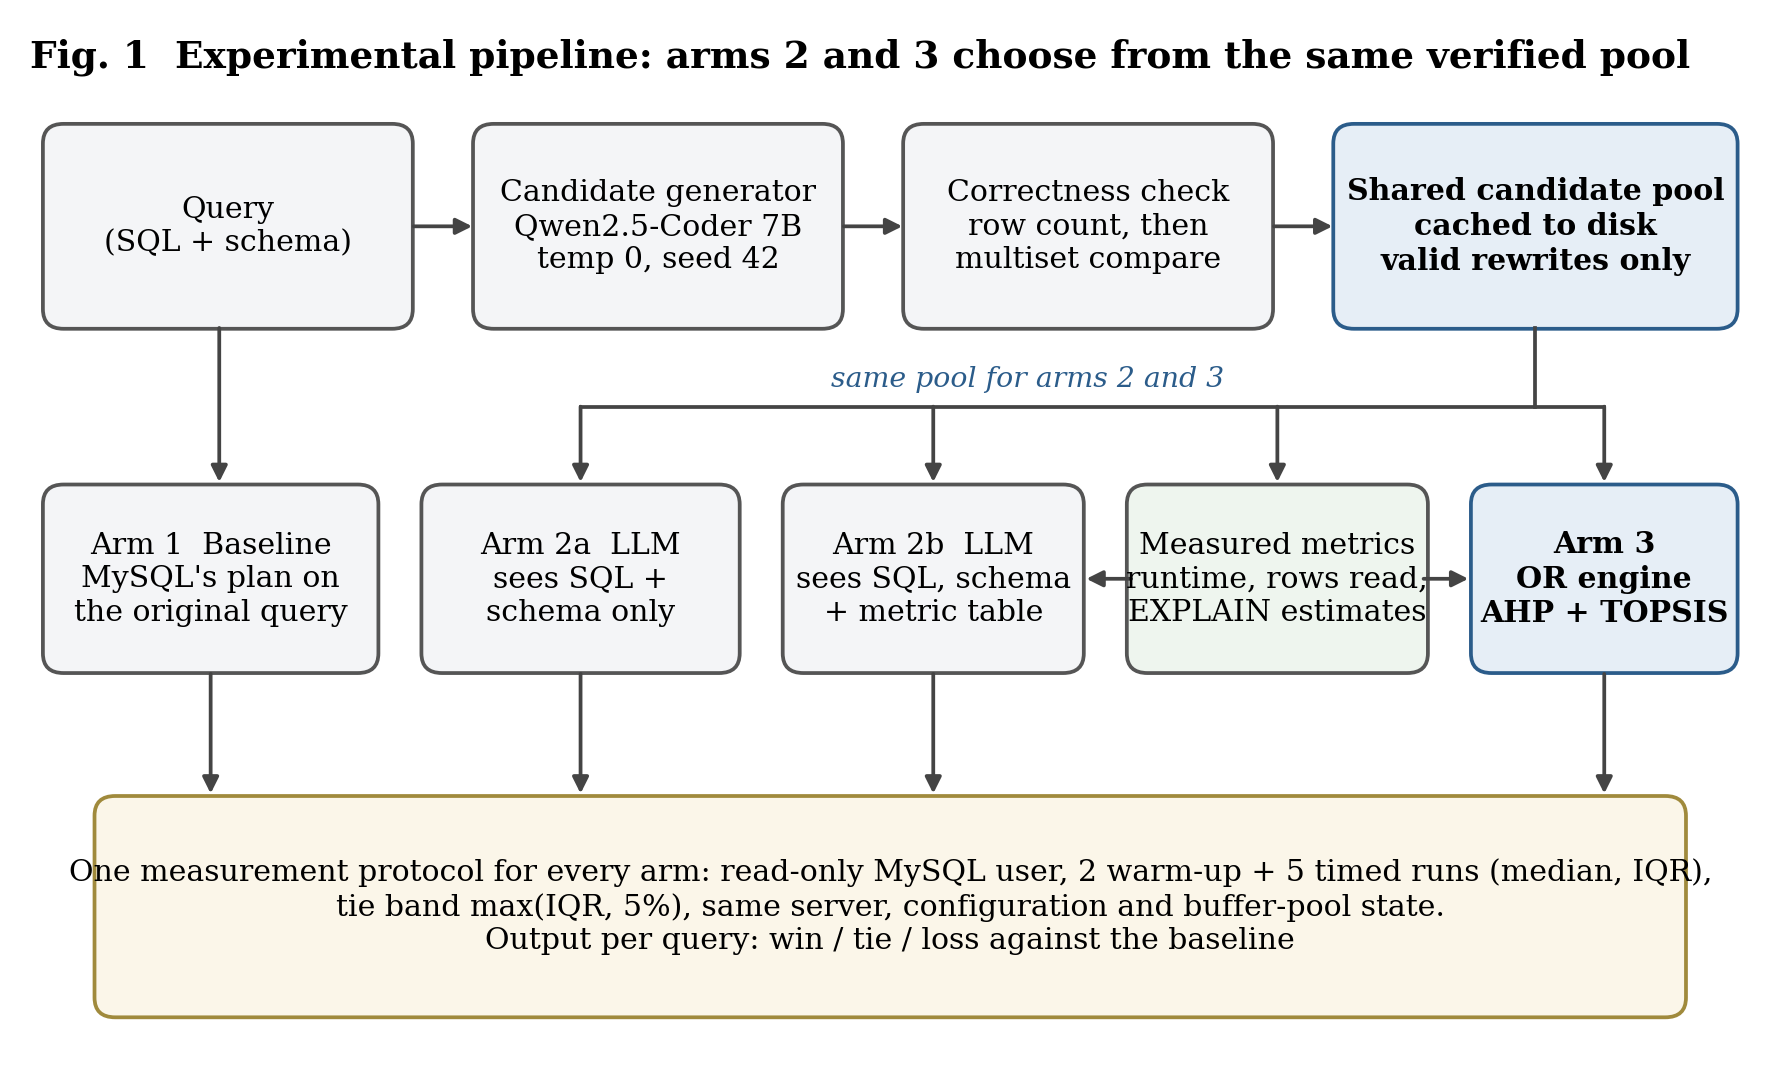 Fig. 1  Experimental pipeline: arms 2 and 3 choose from the same verified pool
Query
(SQL + schema)
Candidate generator
Qwen2.5-Coder 7B
temp 0, seed 42
Correctness check
row count, then
multiset compare
Shared candidate pool
cached to disk
valid rewrites only
same pool for arms 2 and 3
Arm 1  Baseline
MySQL's plan on
the original query
Arm 2a  LLM
sees SQL +
schema only
Arm 2b  LLM
sees SQL, schema
+ metric table
Measured metrics
runtime, rows read,
EXPLAIN estimates
Arm 3
OR engine
AHP + TOPSIS
One measurement protocol for every arm: read-only MySQL user, 2 warm-up + 5 timed runs (median, IQR),
tie band max(IQR, 5%), same server, configuration and buffer-pool state.
Output per query: win / tie / loss against the baseline